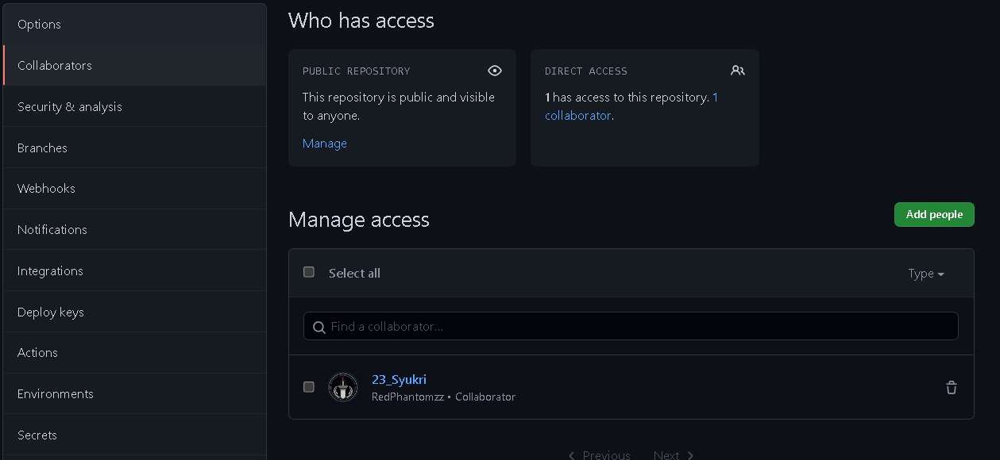 Options
Collaborators
Security & analysis
Branches
Webhooks
Notifications
Integrations
Deploy keys
Actions
Environments
Secrets
Who has access
PUBLIC REPOSITORY
This repository is public and visible
to anyone.
Manage
DIRECT ACCESS
1 has access to this repository. 1
collaborator.
Manage access
Add people
Select all
Type
Find a collaborator...
23_Syukri
RedPhantomzz • Collaborator
Previous
Next